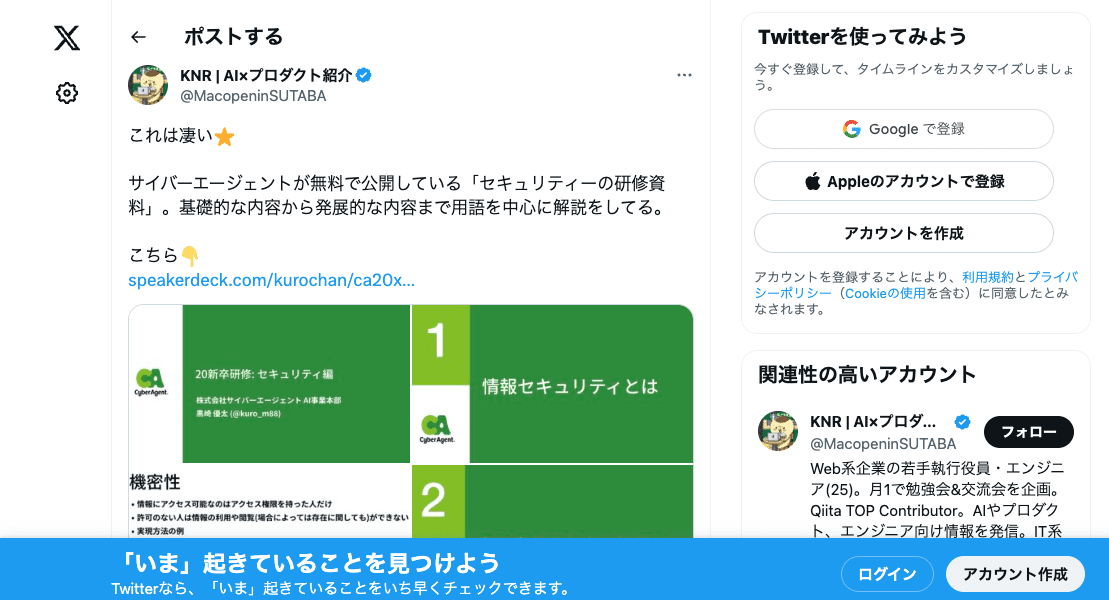 ポストする
KNR | AI×プロダクト紹介
@MacopeninSUTABA
これは凄い⭐
サイバーエージェントが無料で公開している「セキュリティーの研修資
料」。基礎的な内容から発展的な内容まで用語を中心に解説をしてる。
こちら👇
speakerdeck.com/kurochan/ca20x...
CyberAgent.
20新卒研修: セキュリティ編
株式会社サイバーエージェント AI事業本部
黒崎 優太 (@kuro_m88)
1
情報セキュリティとは
CyberAgent.
機密性
• 情報にアクセス可能なのはアクセス権限を持った人だけ
• 許可のない人は情報の利用や閲覧(場合によっては存在に関しても)ができない
• 実現方法の例
2
Twitterを使ってみよう
今すぐ登録して、タイムラインをカスタマイズしましょ
う。
Google で登録
Appleのアカウントで登録
アカウントを作成
アカウントを登録することにより、利用規約とプライバ
シーポリシー（Cookieの使用を含む）に同意したとみ
なされます。
関連性の高いアカウント
KNR | AI×プロダ...
@MacopeninSUTABA
フォロー
Web系企業の若手執行役員・エンジニ
ア(25)。月1で勉強会&交流会を企画。
Qiita TOP Contributor。AIやプロダク
ト、エンジニア向け情報を発信。IT系
「いま」起きていることを見つけよう
Twitterなら、「いま」起きていることをいち早くチェックできます。
ログイン
アカウント作成